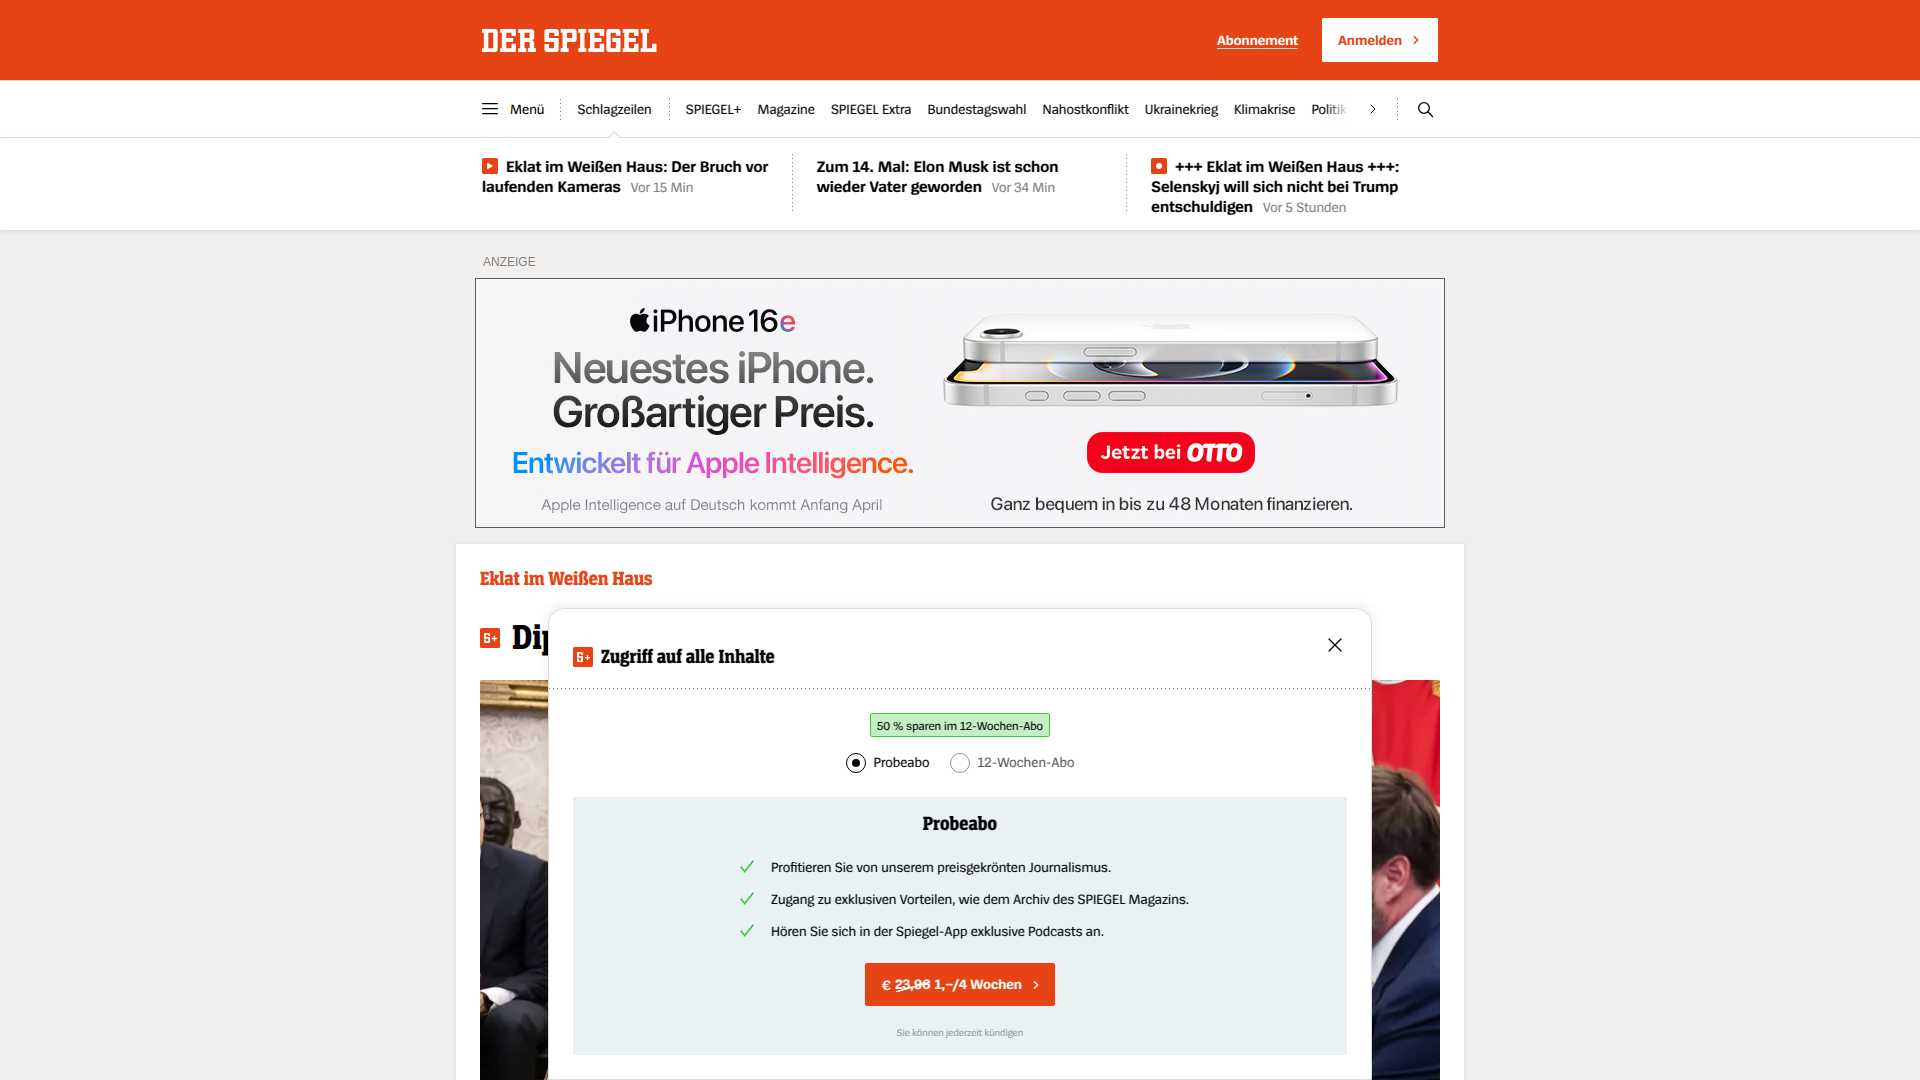 DER SPIEGEL
Abonnement
Anmelden
Menü
Schlagzeilen
SPIEGEL+
Magazine
SPIEGEL Extra
Bundestagswahl
Nahostkonflikt
Ukrainekrieg
Klimakrise
Politik
Eklat im Weißen Haus: Der Bruch vor
laufenden Kameras Vor 15 Min
Zum 14. Mal: Elon Musk ist schon
wieder Vater geworden Vor 34 Min
+++ Eklat im Weißen Haus +++:
Selenskyj will sich nicht bei Trump
entschuldigen Vor 5 Stunden
ANZEIGE
iPhone 16e
Neuestes iPhone.
Großartiger Preis.
Entwickelt für Apple Intelligence.
Apple Intelligence auf Deutsch kommt Anfang April
Jetzt bei OTTO
Ganz bequem in bis zu 48 Monaten finanzieren.
Eklat im Weißen Haus
S+ Dip
S+ Zugriff auf alle Inhalte
50 % sparen im 12-Wochen-Abo
Probeabo
12-Wochen-Abo
Probeabo
Profitieren Sie von unserem preisgekrönten Journalismus.
Zugang zu exklusiven Vorteilen, wie dem Archiv des SPIEGEL Magazins.
Hören Sie sich in der Spiegel-App exklusive Podcasts an.
€ 23,96 1,–/4 Wochen
Sie können jederzeit kündigen